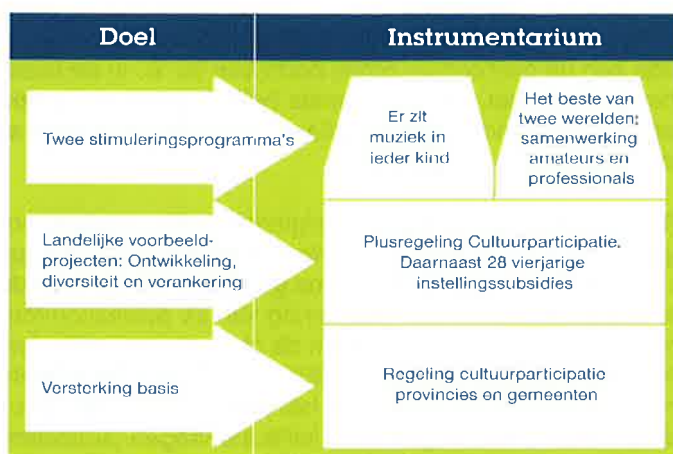 Doel
Instrumentarium
Twee stimuleringsprogramma's
Er zit
muziek in
ieder kind
Het beste van
twee werelden:
samenwerking
amateurs en
professionals
Landelijke voorbeeld-
projecten: Ontwikkeling,
diversiteit en verankering
Plusregeling Cultuurparticipatie.
Daarnaast 28 vierjarige
instellingssubsidies
Versterking basis
Regeling cultuurparticipatie
provincies en gemeenten